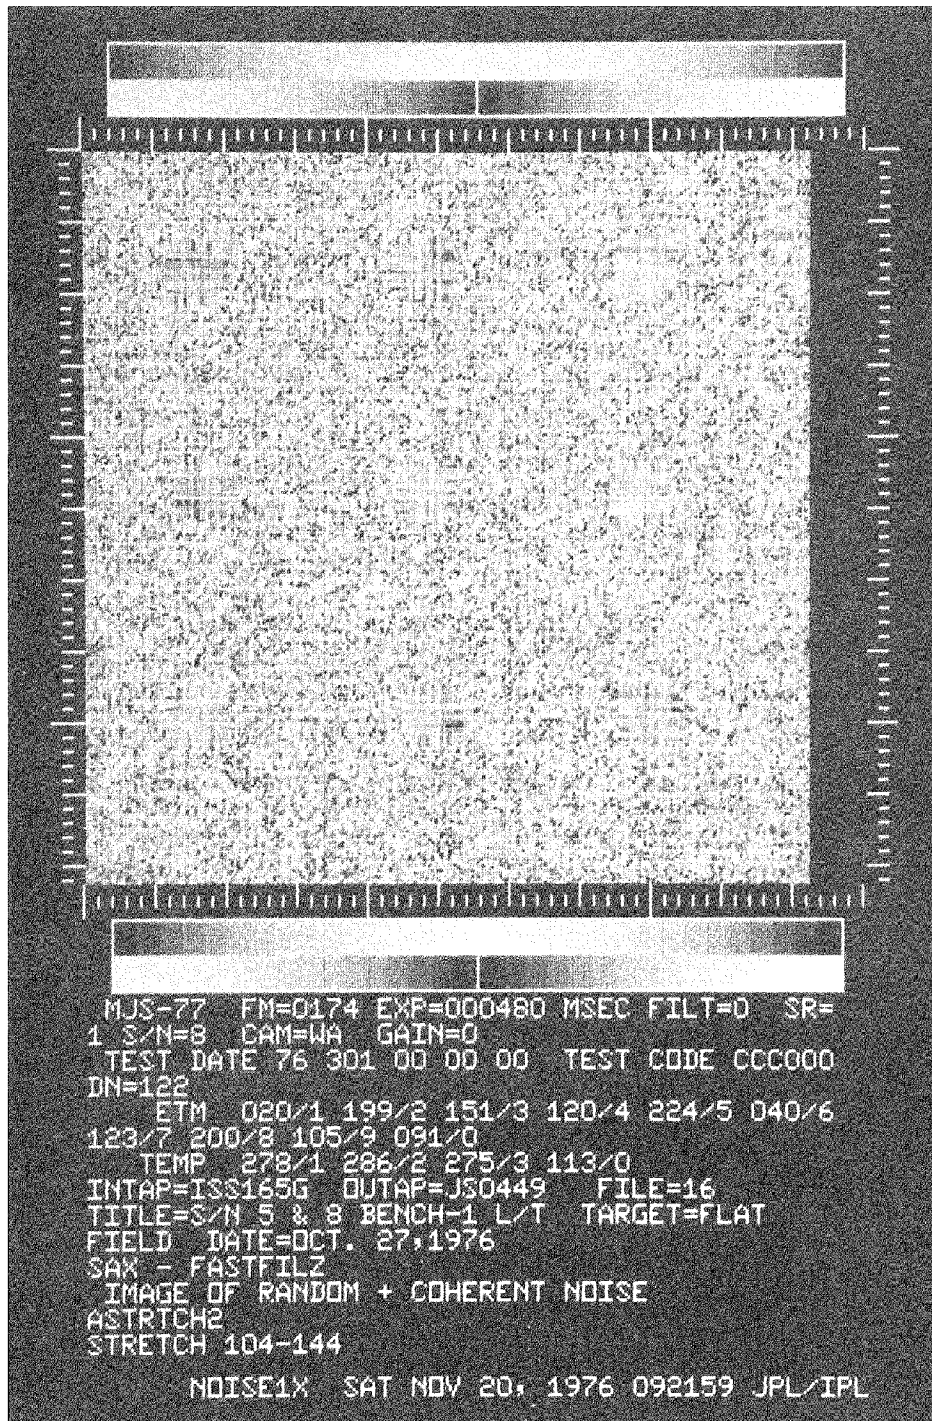 MJS-77 FM=0174 EXP=000480 MSEC FILT=0 SR=
1 S/N=8 CAM=WA GAIN=0
TEST DATE 76 301 00 00 00 TEST CODE CCC000
DN=122
ETM 020/1 199/2 151/3 120/4 224/5 040/6
123/7 200/8 105/9 091/0
TEMP 278/1 286/2 275/3 113/0
INTAP=ISS165G OUTAP=JS0449 FILE=16
TITLE=S/N 5 & 8 BENCH-1 L/T TARGET=FLAT
FIELD DATE=OCT. 27,1976
SAX - FASTFILZ
IMAGE OF RANDOM + COHERENT NOISE
ASTRTCH2
STRETCH 104-144
NOISE1X SAT NOV 20, 1976 092159 JPL/IPL